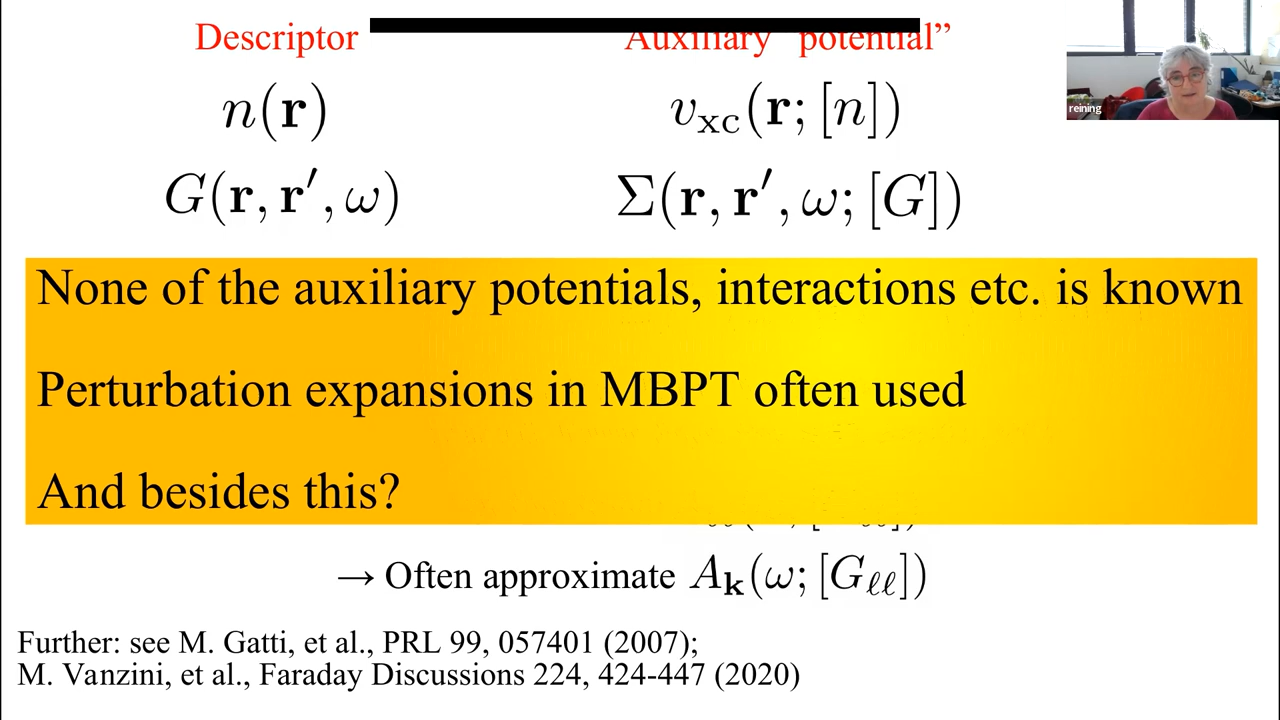 Descriptor
Auxiliary "potential"
reining
n(r)
v_xc(r; [n])
G(r, r′, ω)
Σ(r, r′, ω; [G])
None of the auxiliary potentials, interactions etc. is known
Perturbation expansions in MBPT often used
And besides this?
→ Often approximate A_k(ω; [G_ℓℓ])
Further: see M. Gatti, et al., PRL 99, 057401 (2007);
M. Vanzini, et al., Faraday Discussions 224, 424-447 (2020)